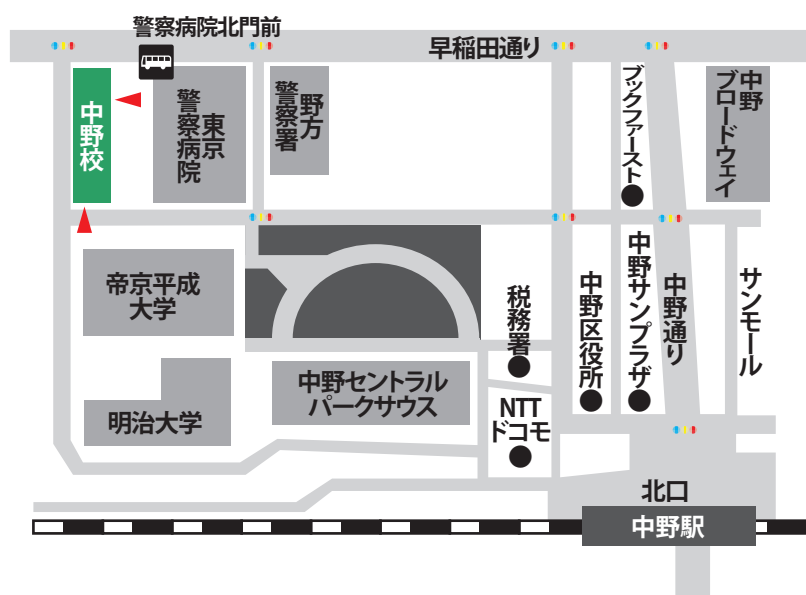 警察病院北門前
早稲田通り
中野校
東京
警察病院
野方
警察署
ブックファースト
中野
ブロードウェイ
帝京平成
大学
税務署
中野区役所
中野サンプラザ
中野通り
サンモール
明治大学
中野セントラル
パークサウス
NTT
ドコモ
北口
中野駅